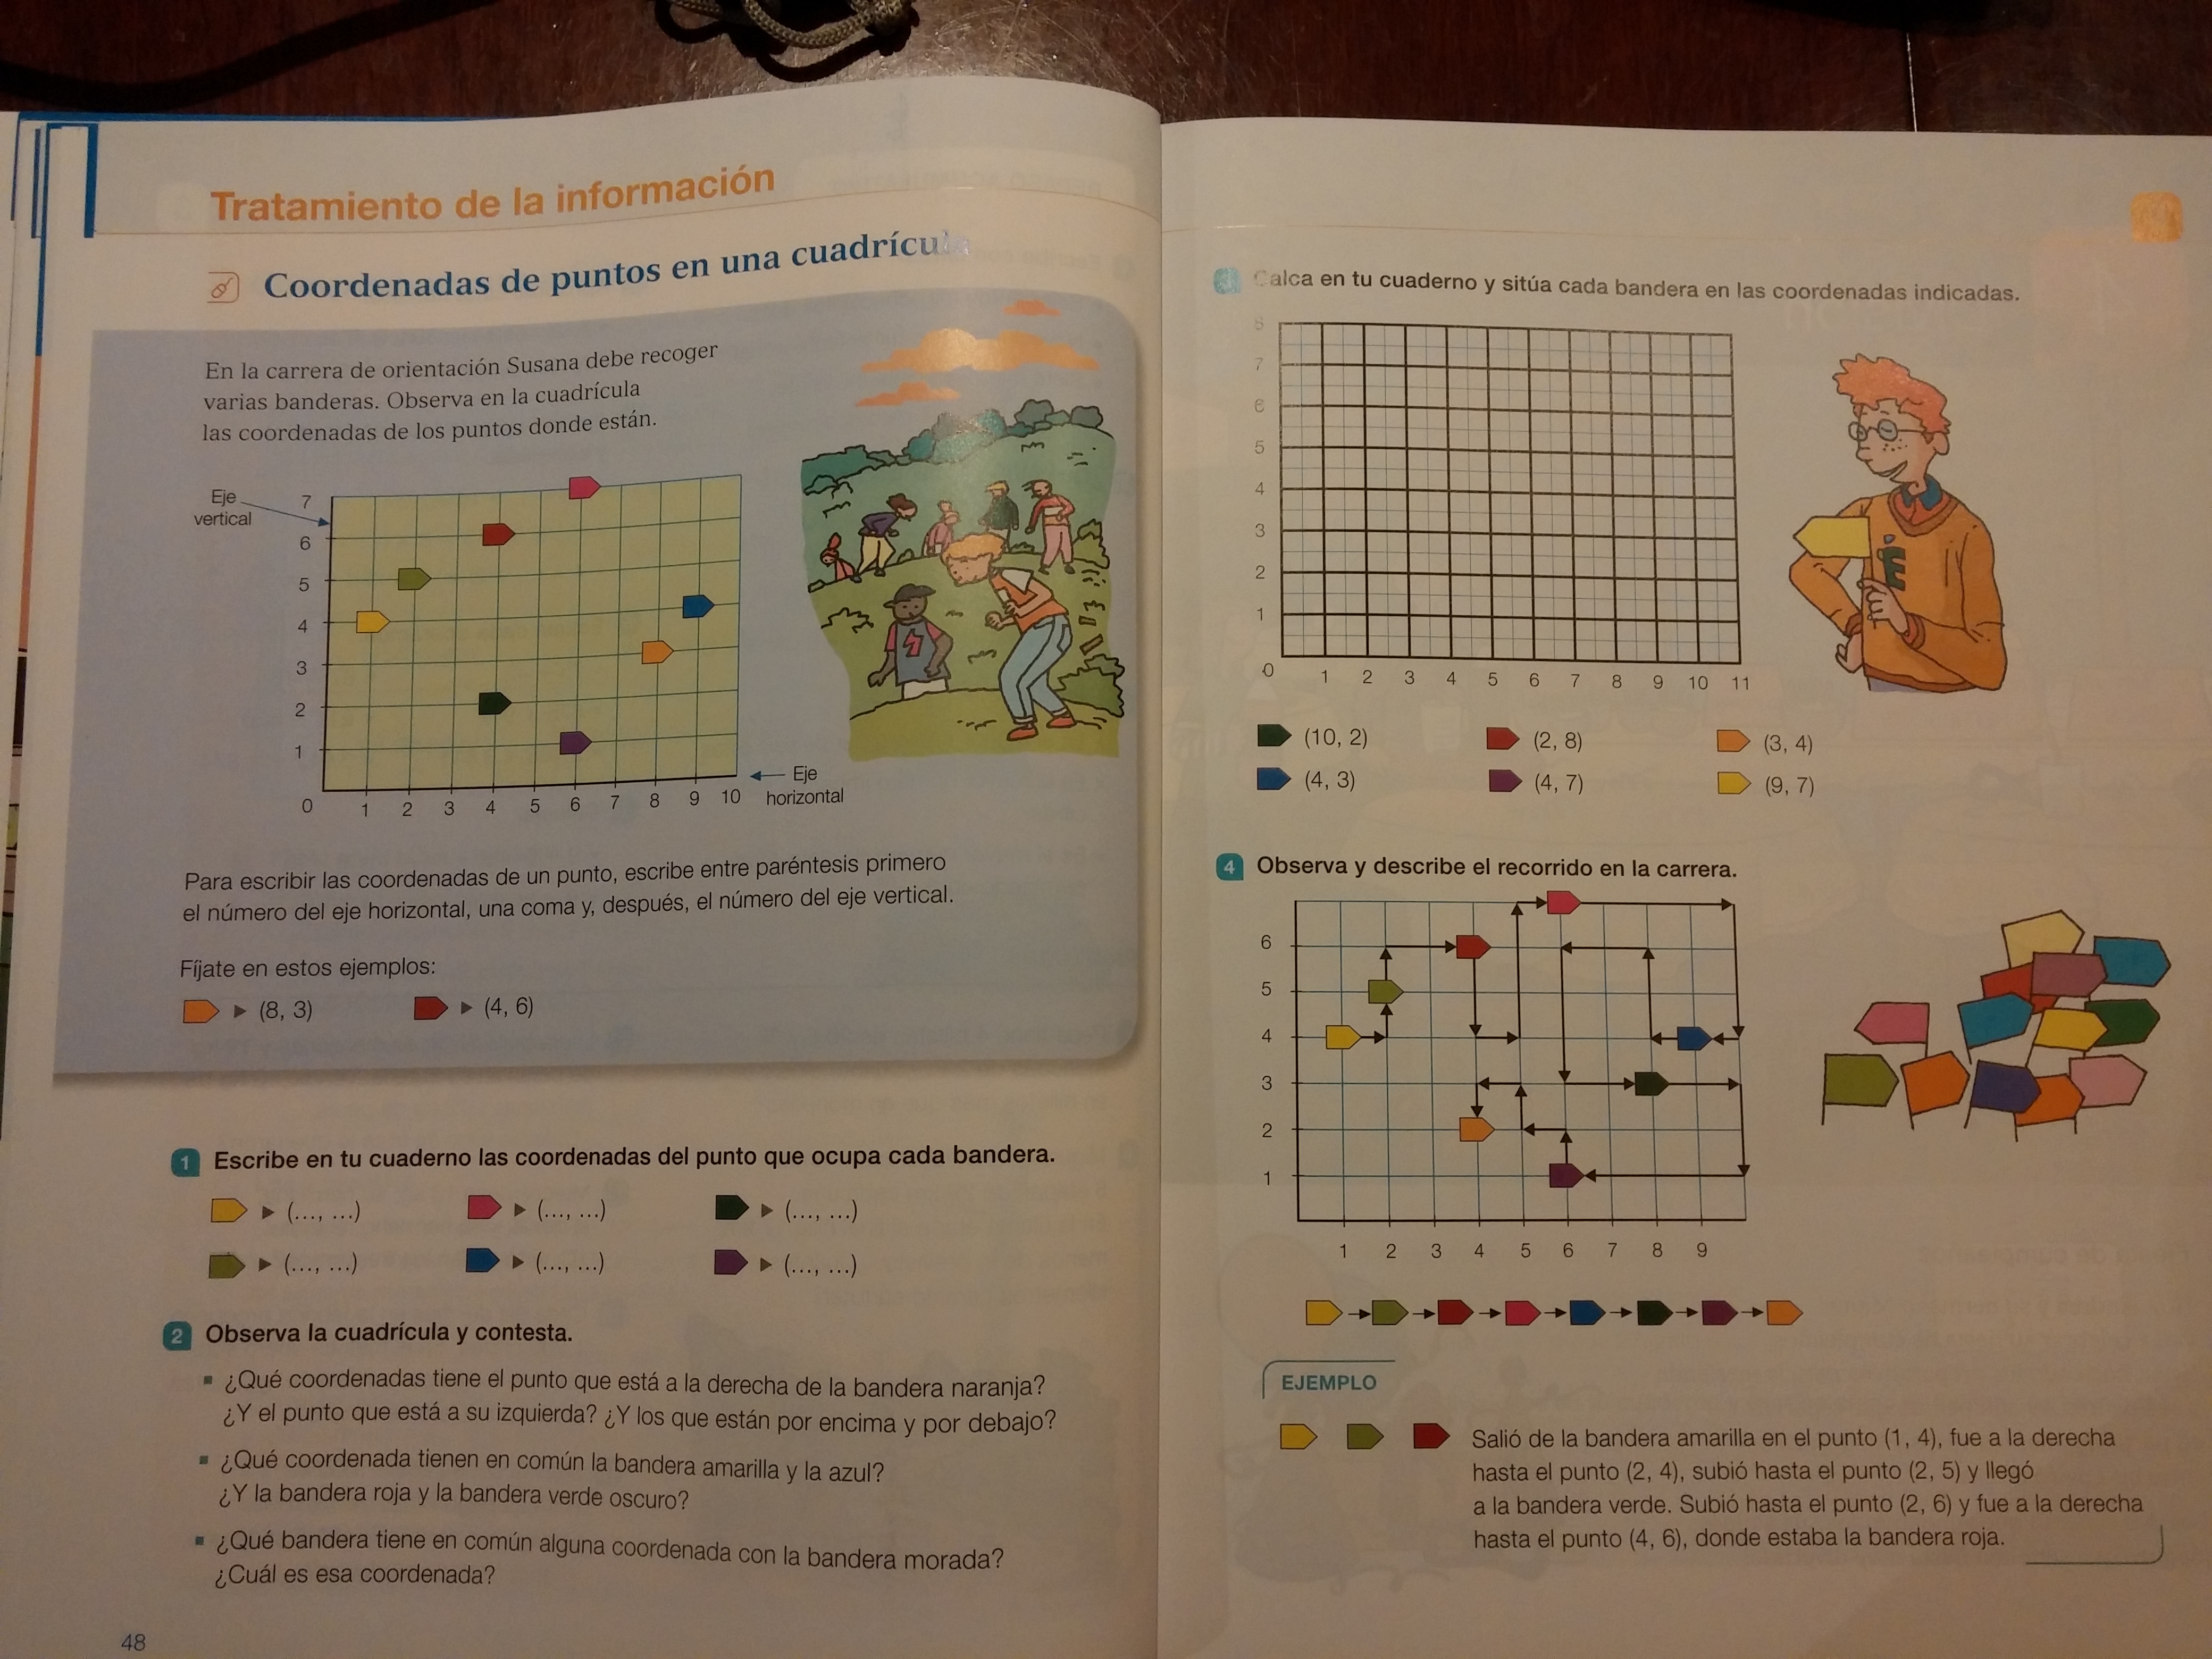 Tratamiento de la información
Coordenadas de puntos en una cuadrícula
En la carrera de orientación Susana debe recoger
varias banderas. Observa en la cuadrícula
las coordenadas de los puntos donde están.
Eje
vertical
7
6
5
4
3
2
1
0
1 2 3 4 5 6 7 8 9 10
Eje
horizontal
Para escribir las coordenadas de un punto, escribe entre paréntesis primero
el número del eje horizontal, una coma y, después, el número del eje vertical.
Fíjate en estos ejemplos:
(8, 3) (4, 6)
1 Escribe en tu cuaderno las coordenadas del punto que ocupa cada bandera.
(..., ...) (..., ...) (..., ...)
(..., ...) (..., ...) (..., ...)
2 Observa la cuadrícula y contesta.
¿Qué coordenadas tiene el punto que está a la derecha de la bandera naranja?
¿Y el punto que está a su izquierda? ¿Y los que están por encima y por debajo?
¿Qué coordenada tienen en común la bandera amarilla y la azul?
¿Y la bandera roja y la bandera verde oscuro?
¿Qué bandera tiene en común alguna coordenada con la bandera morada?
¿Cuál es esa coordenada?
48
3 Calca en tu cuaderno y sitúa cada bandera en las coordenadas indicadas.
8
7
6
5
4
3
2
1
0
1 2 3 4 5 6 7 8 9 10 11
(10, 2) (2, 8) (3, 4)
(4, 3) (4, 7) (9, 7)
4 Observa y describe el recorrido en la carrera.
6
5
4
3
2
1
1 2 3 4 5 6 7 8 9
EJEMPLO
Salió de la bandera amarilla en el punto (1, 4), fue a la derecha
hasta el punto (2, 4), subió hasta el punto (2, 5) y llegó
a la bandera verde. Subió hasta el punto (2, 6) y fue a la derecha
hasta el punto (4, 6), donde estaba la bandera roja.